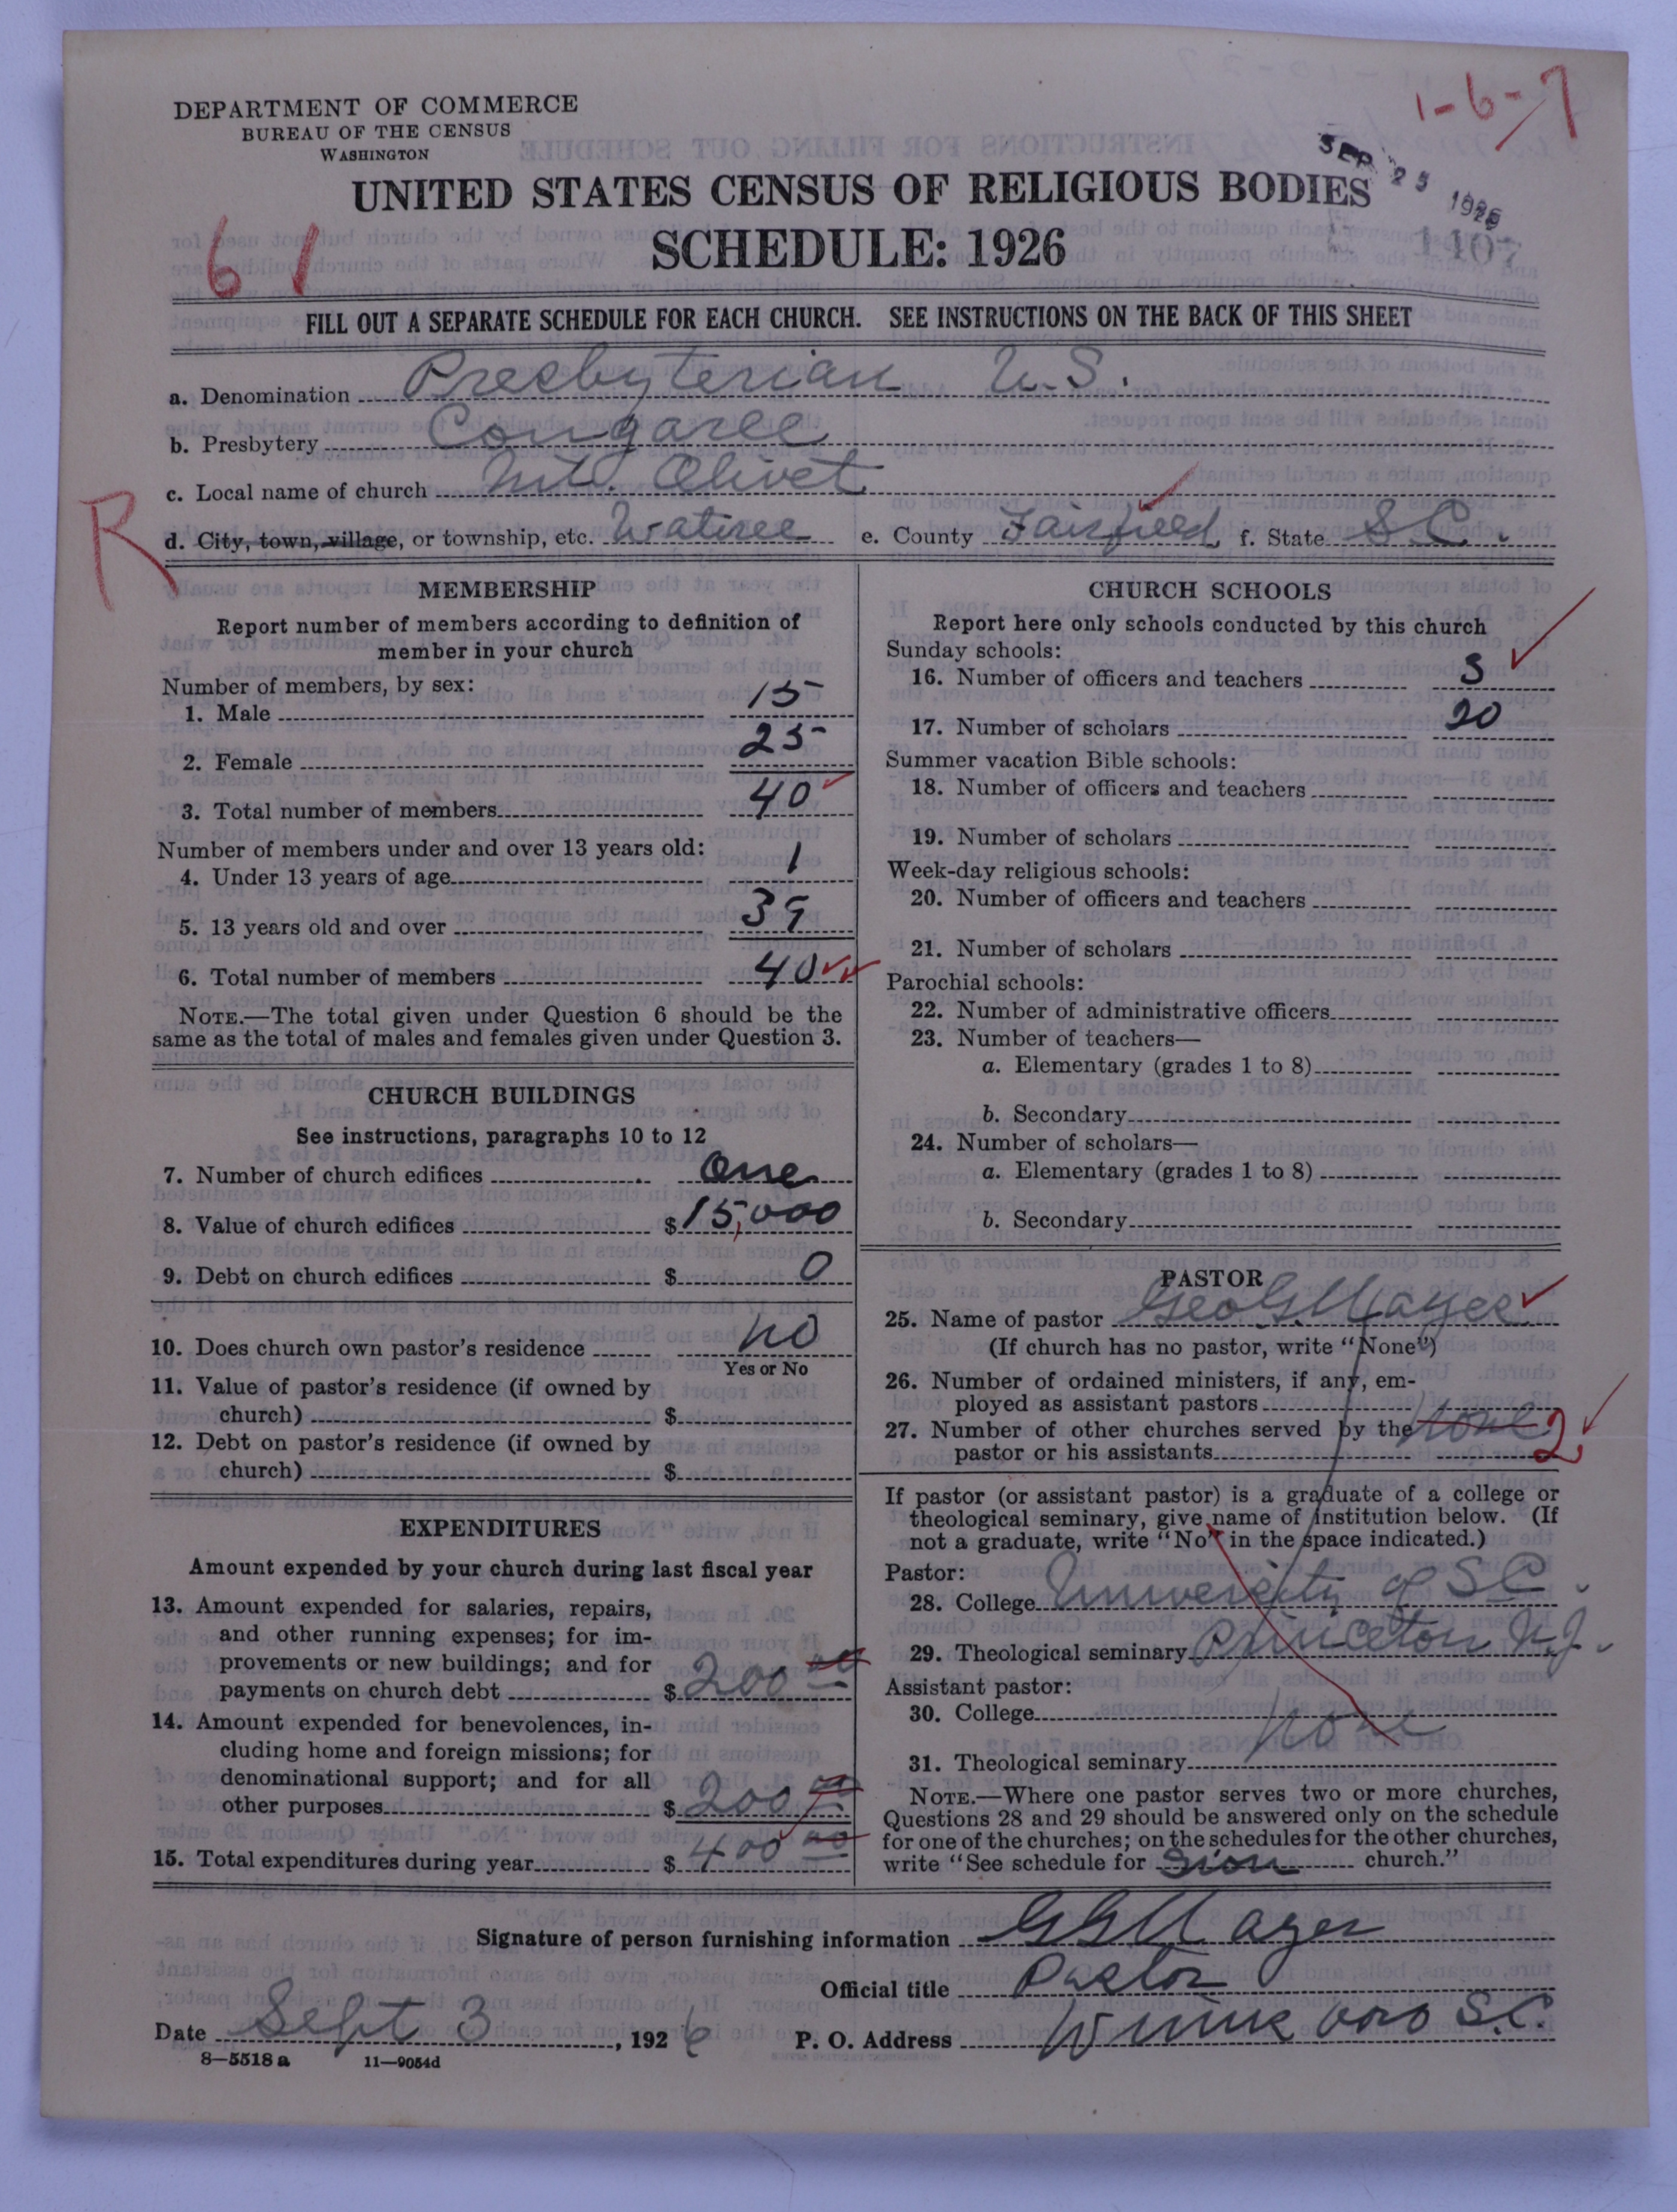 1-6-7
DEPARTMENT OF COMMERCE
BUREAU OF THE CENSUS
WASHINGTON
SEP 25 1926
UNITED STATES CENSUS OF RELIGIOUS BODIES
SCHEDULE: 1926
1407
61
FILL OUT A SEPARATE SCHEDULE FOR EACH CHURCH. SEE INSTRUCTIONS ON THE BACK OF THIS SHEET
a. Denomination Presbyterian U.S.
b. Presbytery Congaree
c. Local name of church Mt. Olivet
R
d. City, town, village, or township, etc. Wateree e. County Fairfield f. State S.C.
MEMBERSHIP
Report number of members according to definition of
member in your church
Number of members, by sex:
1. Male 15
2. Female 25
3. Total number of members 40
Number of members under and over 13 years old:
4. Under 13 years of age 1
5. 13 years old and over 39
6. Total number of members 40
NOTE.—The total given under Question 6 should be the
same as the total of males and females given under Question 3.
CHURCH BUILDINGS
See instructions, paragraphs 10 to 12
7. Number of church edifices One
8. Value of church edifices $ 15,000
9. Debt on church edifices $ 0
10. Does church own pastor's residence no
Yes or No
11. Value of pastor's residence (if owned by
church) $
12. Debt on pastor's residence (if owned by
church) $
EXPENDITURES
Amount expended by your church during last fiscal year
13. Amount expended for salaries, repairs,
and other running expenses; for im-
provements or new buildings; and for
payments on church debt $ 200 00
14. Amount expended for benevolences, in-
cluding home and foreign missions; for
denominational support; and for all
other purposes $ 200 00
15. Total expenditures during year $ 400 00
CHURCH SCHOOLS
Report here only schools conducted by this church
Sunday schools:
16. Number of officers and teachers
17. Number of scholars 20
Summer vacation Bible schools:
18. Number of officers and teachers
19. Number of scholars
Week-day religious schools:
20. Number of officers and teachers
21. Number of scholars
Parochial schools:
22. Number of administrative officers
23. Number of teachers—
a. Elementary (grades 1 to 8)
b. Secondary
24. Number of scholars—
a. Elementary (grades 1 to 8)
b. Secondary
PASTOR
25. Name of pastor Geo G. Mayer
(If church has no pastor, write "None")
26. Number of ordained ministers, if any, em-
ployed as assistant pastors
27. Number of other churches served by the none 2
pastor or his assistants
If pastor (or assistant pastor) is a graduate of a college or
theological seminary, give name of institution below. (If
not a graduate, write "No" in the space indicated.)
Pastor:
28. College University of S.C.
29. Theological seminary Princeton N.J.
Assistant pastor:
30. College
None
31. Theological seminary
NOTE.—Where one pastor serves two or more churches,
Questions 28 and 29 should be answered only on the schedule
for one of the churches; on the schedules for the other churches,
write "See schedule for Sion church."
Signature of person furnishing information G G Mayer
Official title Pastor
Date Sept 3, 1926 P. O. Address Winnsboro S.C.
8—5518 a 11—9054d